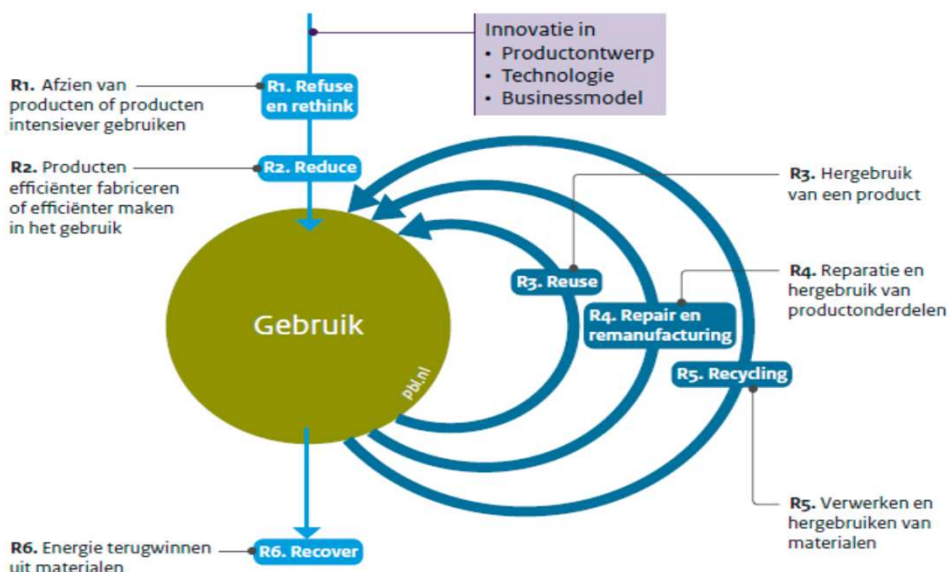 Innovatie in
• Productontwerp
• Technologie
• Businessmodel
R1. Afzien van
producten of producten
intensiever gebruiken
R1. Refuse
en rethink
R2. Producten
efficiënter fabriceren
of efficiënter maken
in het gebruik
R2. Reduce
R3. Hergebruik
van een product
R3. Reuse
R4. Reparatie en
hergebruik van
productonderdelen
R4. Repair en
remanufacturing
Gebruik
pbl.nl
R5. Recycling
R5. Verwerken en
hergebruiken van
materialen
R6. Energie terugwinnen
uit materialen
R6. Recover